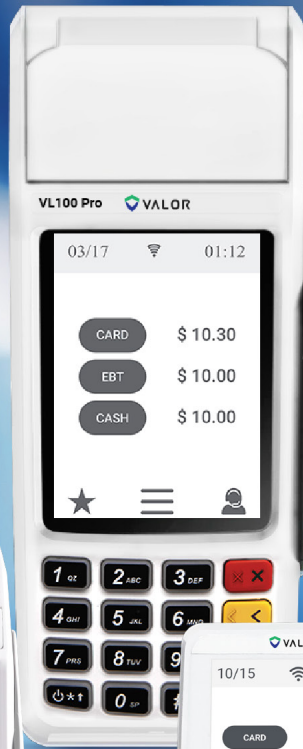 VL100 Pro VALOR
03/17 01:12
CARD $ 10.30
EBT $ 10.00
CASH $ 10.00
1 QZ 2 ABC 3 DEF
4 GHI 5 JKL 6 MNO
7 PRS 8 TUV 9
* 0 SP #
10/15
CARD